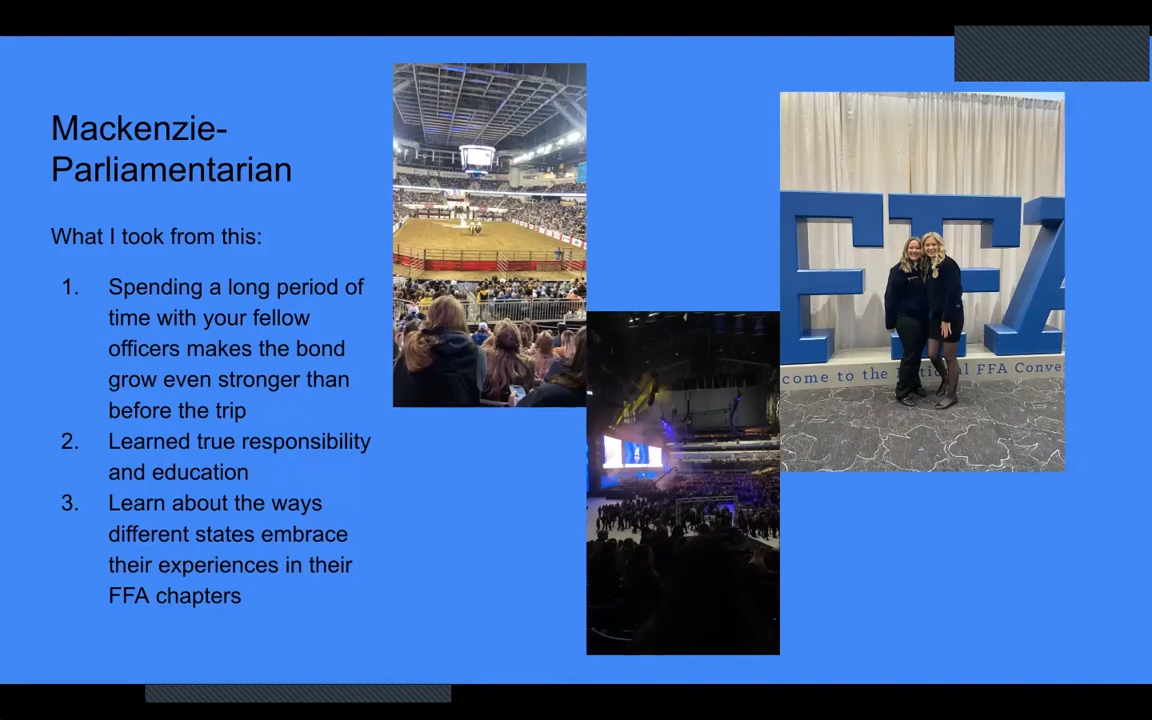 Mackenzie-
Parliamentarian
What I took from this:
1. Spending a long period of
time with your fellow
officers makes the bond
grow even stronger than
before the trip
2. Learned true responsibility
and education
3. Learn about the ways
different states embrace
their experiences in their
FFA chapters
FFA
come to the National FFA Conve